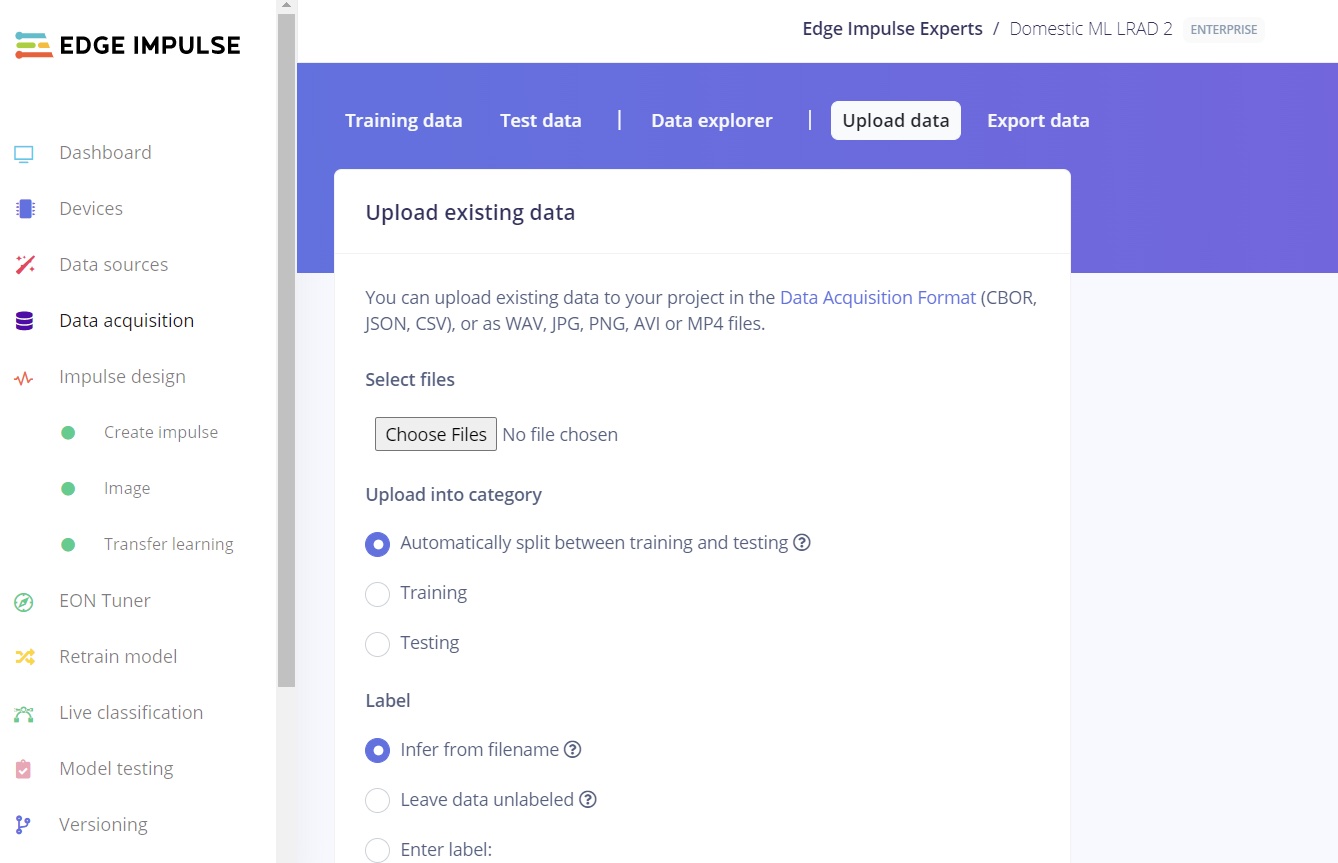 EDGE IMPULSE
Edge Impulse Experts / Domestic ML LRAD 2 ENTERPRISE
Dashboard
Devices
Data sources
Data acquisition
Impulse design
Create impulse
Image
Transfer learning
EON Tuner
Retrain model
Live classification
Model testing
Versioning
Training data Test data | Data explorer | Upload data Export data
Upload existing data
You can upload existing data to your project in the Data Acquisition Format (CBOR,
JSON, CSV), or as WAV, JPG, PNG, AVI or MP4 files.
Select files
Choose Files No file chosen
Upload into category
Automatically split between training and testing ?
Training
Testing
Label
Infer from filename ?
Leave data unlabeled ?
Enter label: